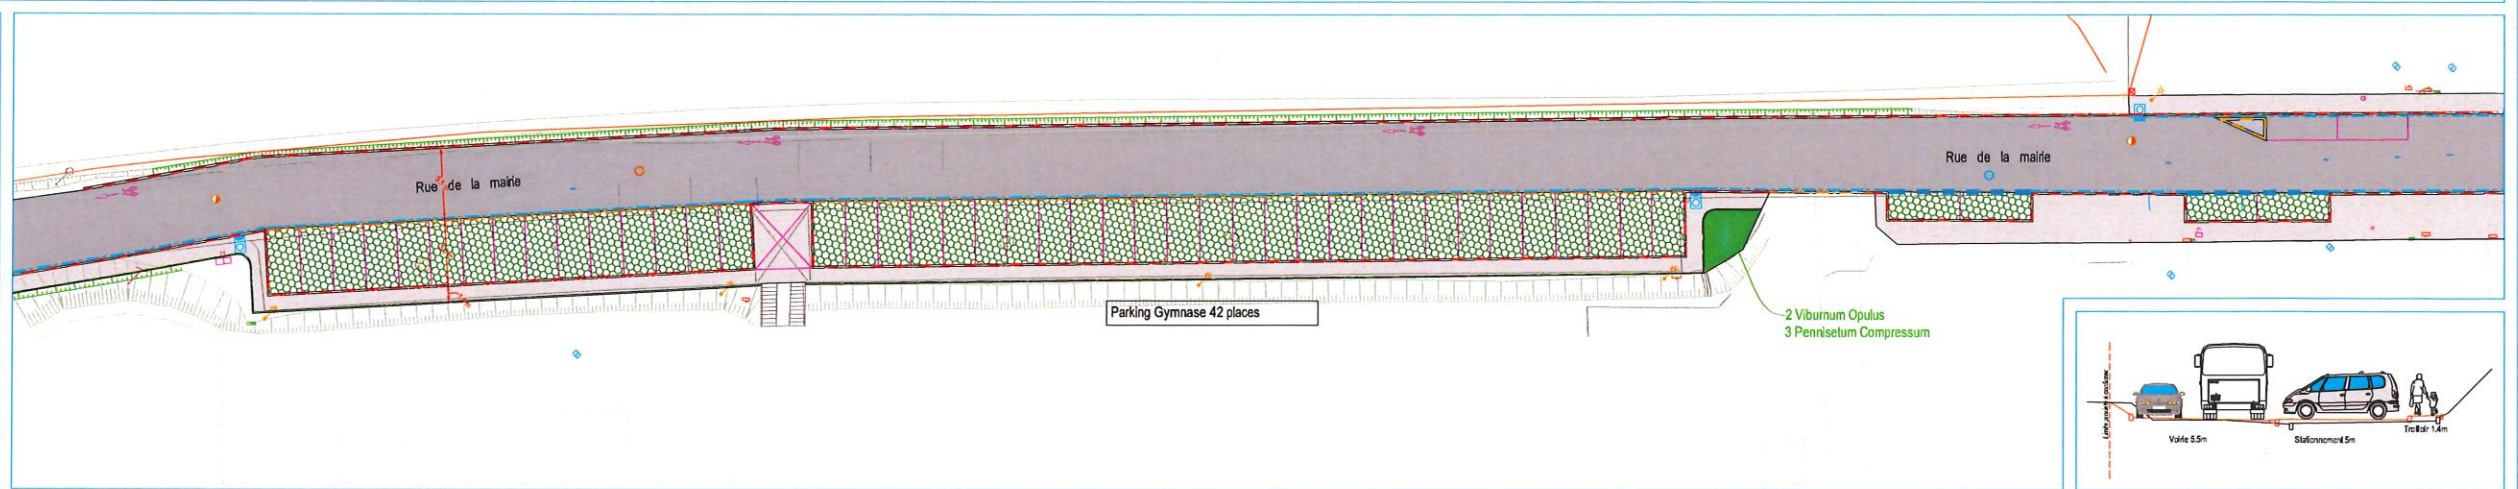 Rue de la mairie
Rue de la mairie
Parking Gymnase 42 places
2 Viburnum Opulus
3 Pennisetum Compressum
Voirie 5.5m
Stationnement 5m
Trottoir 1.4m